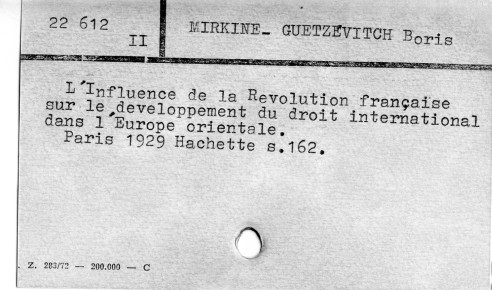 22 612
II
MIRKINE- GUETZÉVITCH Boris
L'Influence de la Revolution française
sur le developpement du droit international
dans l'Europe orientale.
Paris 1929 Hachette s.162.
Z. 283/72 — 200.000 — C